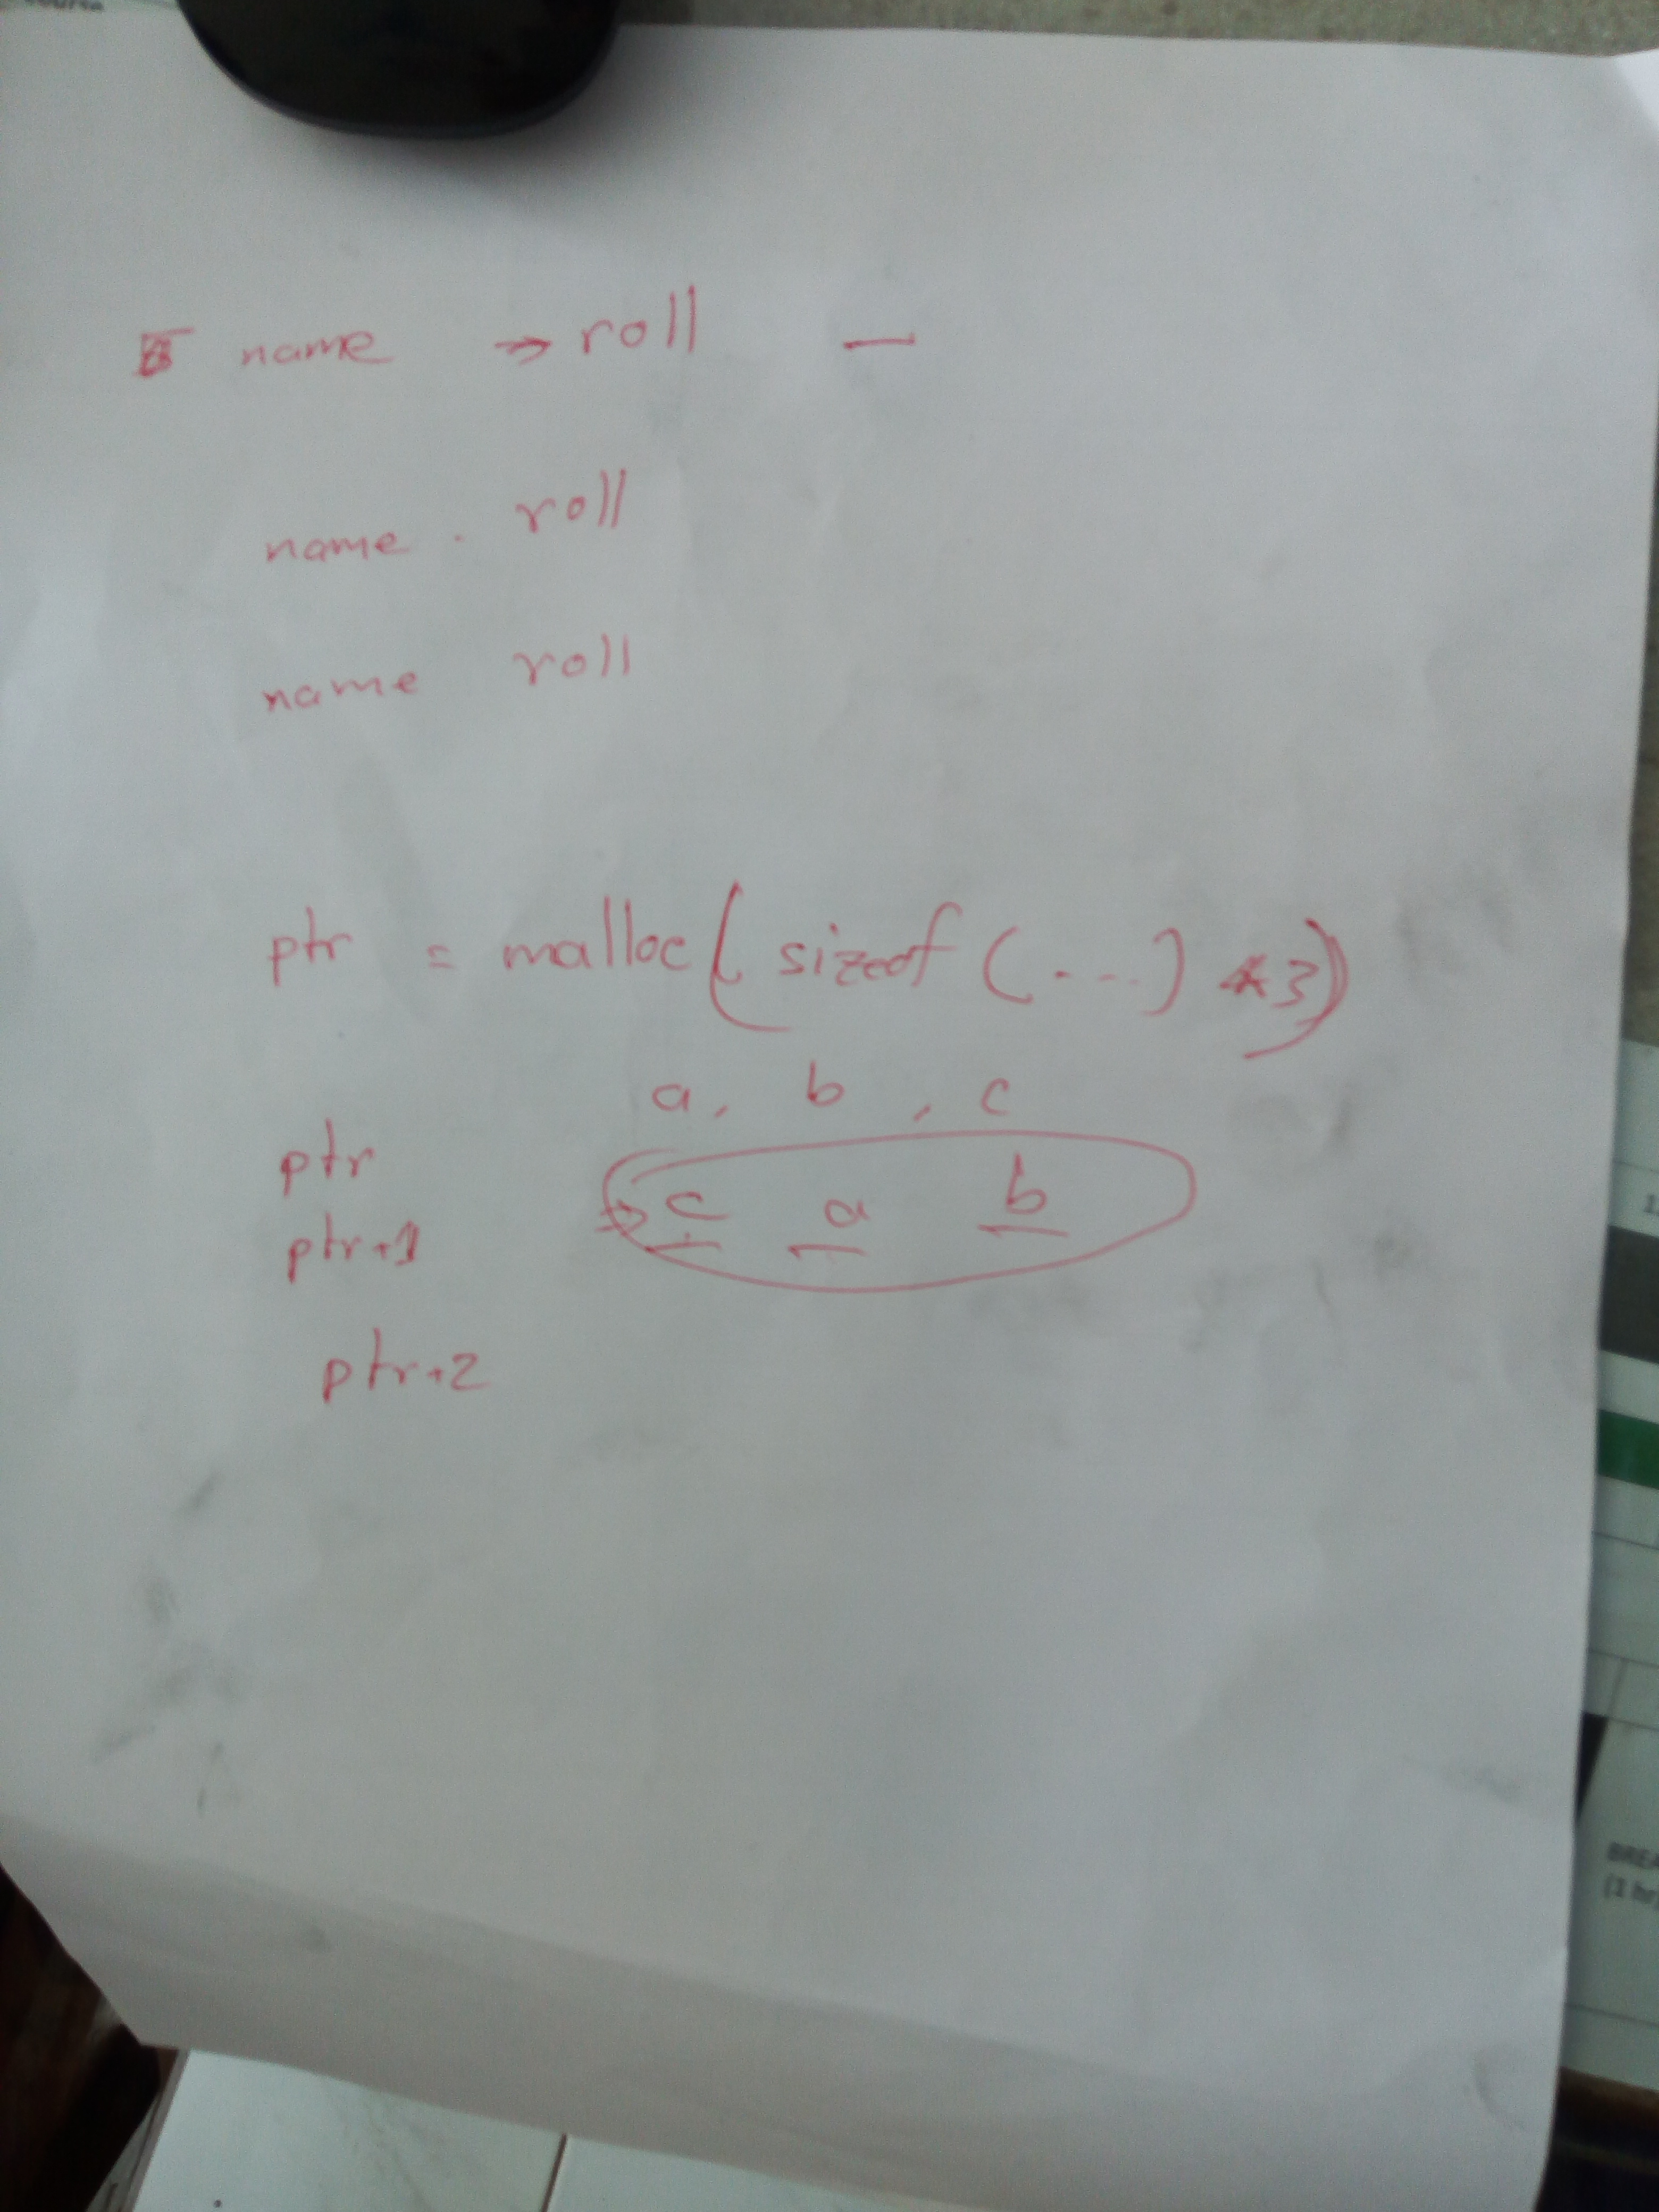 name → roll —
name . roll
name roll
ptr = malloc ( sizeof (...) *3)
a, b, c
ptr
→ c a b
ptr+1
ptr+2
BREA
(1 hr